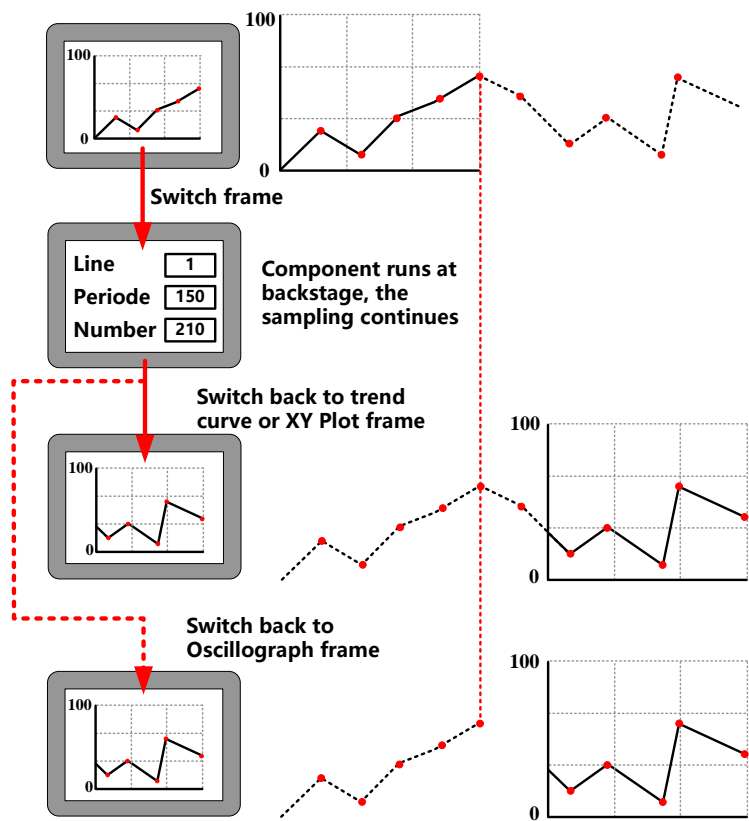 100
100
0
Switch frame
Line 1
Periode 150
Number 210
Component runs at
backstage, the
sampling continues
Switch back to trend
curve or XY Plot frame
100
0
100
0
Switch back to
Oscillograph frame
100
0
100
0